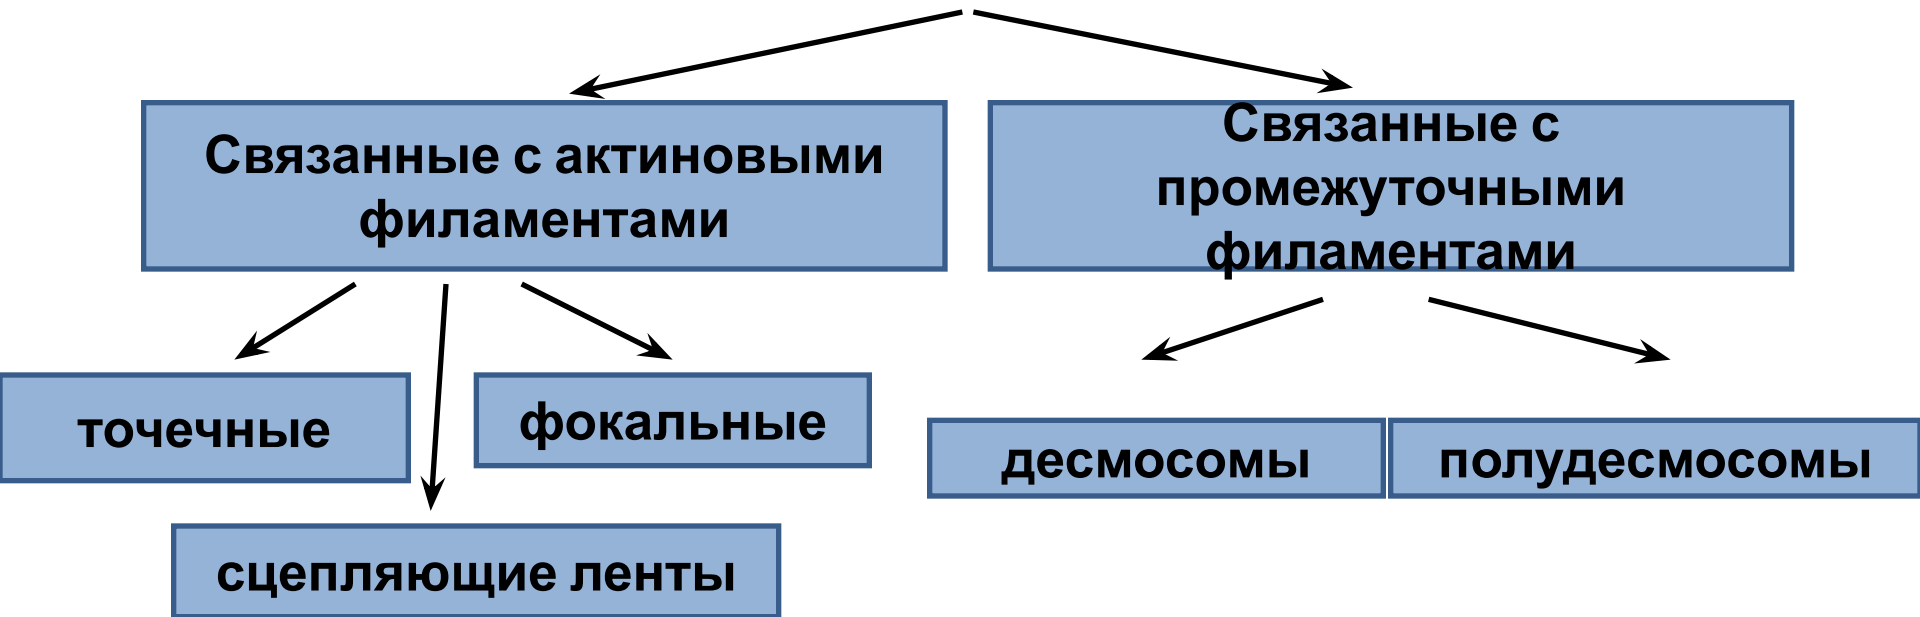 Связанные с актиновыми
филаментами
Связанные с
промежуточными
филаментами
точечные
фокальные
десмосомы
полудесмосомы
сцепляющие ленты